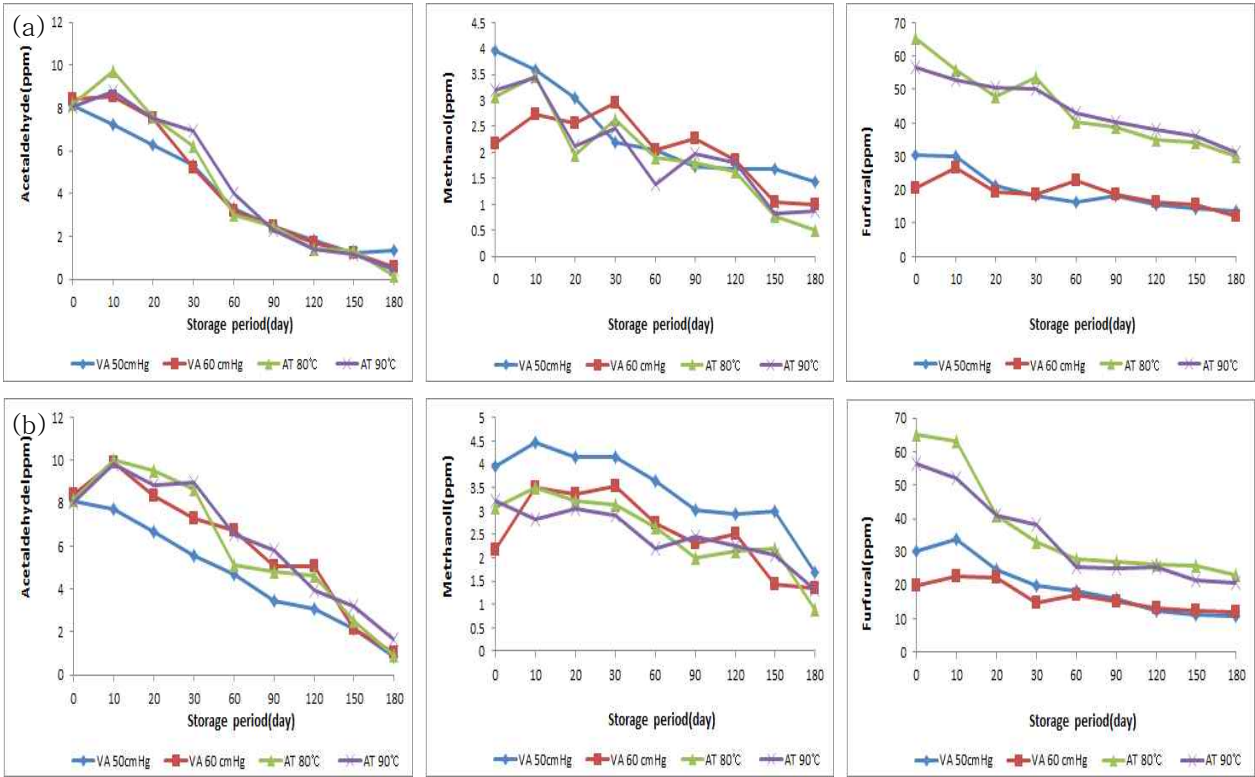 (a)
Acetaldehyde(ppm)
12
10
8
6
4
2
0
0 10 20 30 60 90 120 150 180
Storage period(day)
VA 50cmHg VA 60 cmHg AT 80℃ AT 90℃
Methanol(ppm)
4.5
4
3.5
3
2.5
2
1.5
1
0.5
0
0 10 20 30 60 90 120 150 180
Storage period(day)
VA 50cmHg VA 60 cmHg AT 80℃ AT 90℃
Furfural(ppm)
70
60
50
40
30
20
10
0
0 10 20 30 60 90 120 150 180
Storage period(day)
VA 50cmHg VA 60 cmHg AT 80℃ AT 90℃
(b)
Acetaldehyde(ppm)
12
10
8
6
4
2
0
0 10 20 30 60 90 120 150 180
Storage period(day)
VA 50cmHg VA 60 cmHg AT 80℃ AT 90℃
Methanoll(ppm)
5
4.5
4
3.5
3
2.5
2
1.5
1
0.5
0
0 10 20 30 60 90 120 150 180
Storage period(day)
VA 50cmHg VA 60 cmHg AT 80℃ AT 90℃
Furfural(ppm)
70
60
50
40
30
20
10
0
0 10 20 30 60 90 120 150 180
Storage period(day)
VA 50cmHg VA 60 cmHg AT 80℃ AT 90℃